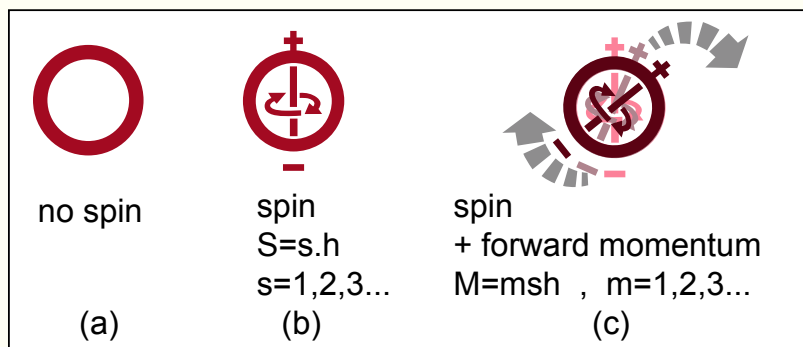 + + + +
− − − −
no spin
spin
S=s.h
s=1,2,3...
spin
+ forward momentum
M=msh , m=1,2,3...
(a) (b) (c)